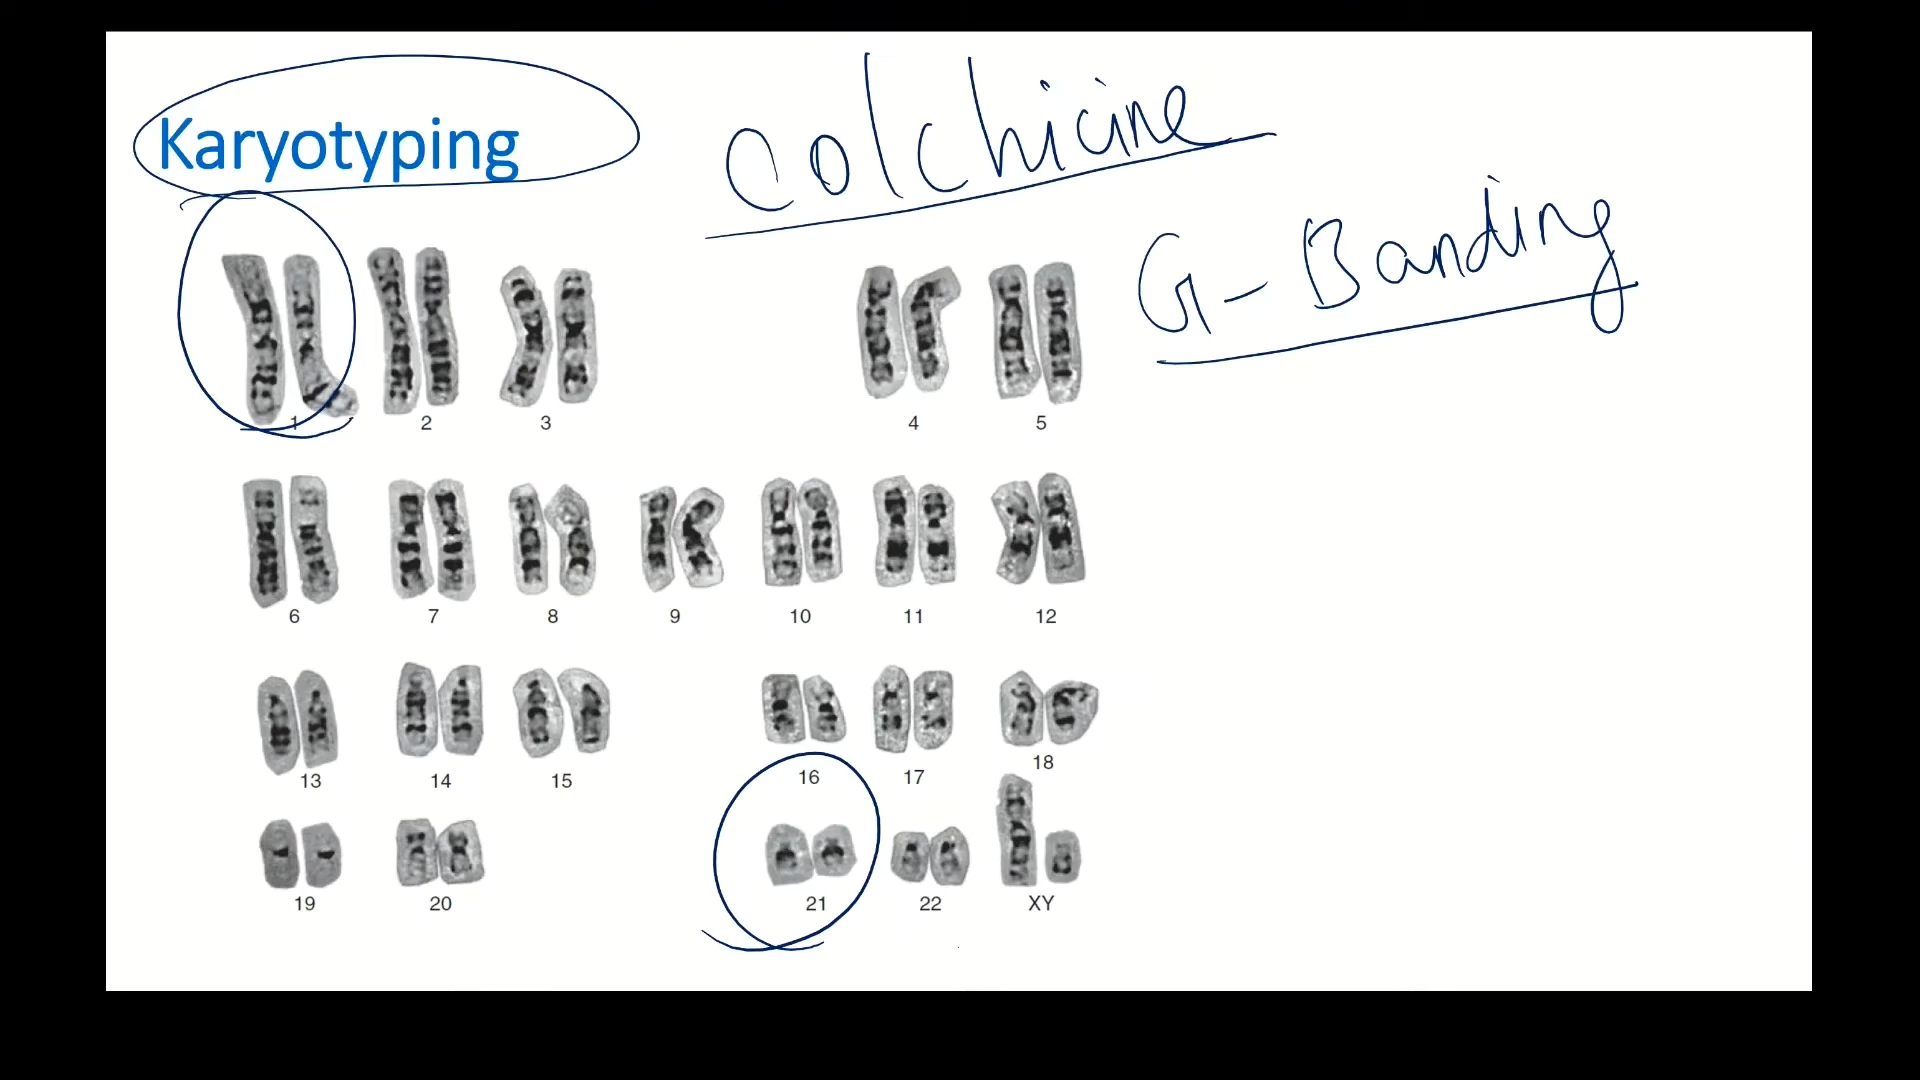 Karyotyping
Colchicine
G-Banding
1 2 3 4 5
6 7 8 9 10 11 12
13 14 15 16 17 18
19 20 21 22 XY